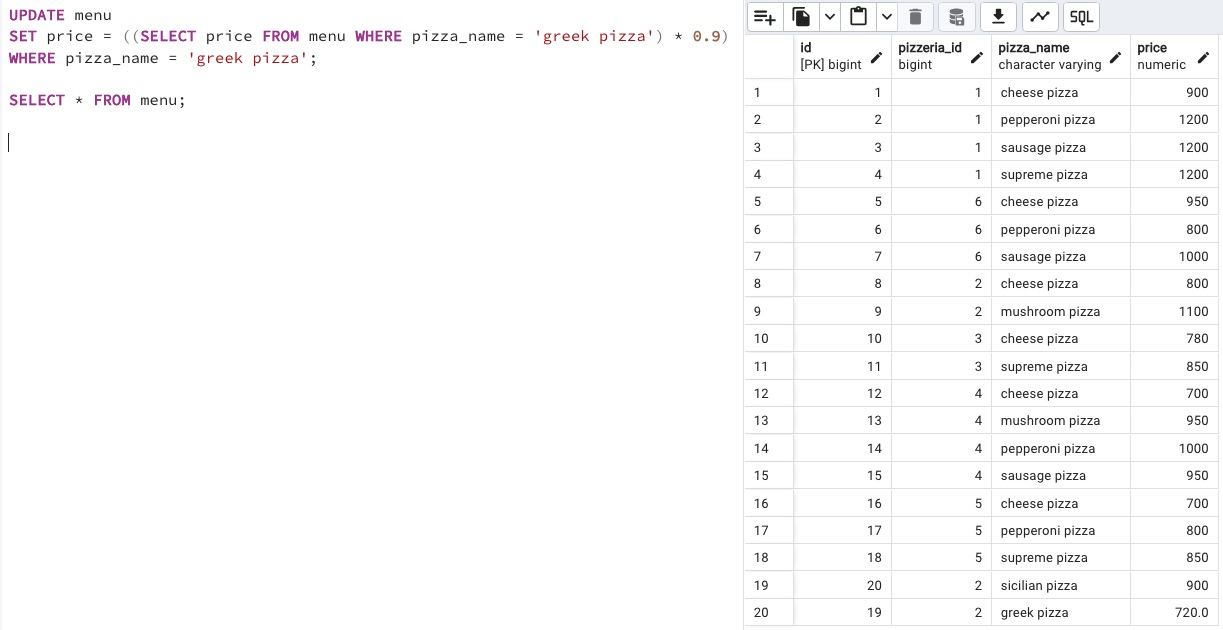 UPDATE menu
SET price = ((SELECT price FROM menu WHERE pizza_name = 'greek pizza') * 0.9)
WHERE pizza_name = 'greek pizza';
SELECT * FROM menu;
SQL
id pizzeria_id pizza_name price
[PK] bigint bigint character varying numeric
1 1 1 cheese pizza 900
2 2 1 pepperoni pizza 1200
3 3 1 sausage pizza 1200
4 4 1 supreme pizza 1200
5 5 6 cheese pizza 950
6 6 6 pepperoni pizza 800
7 7 6 sausage pizza 1000
8 8 2 cheese pizza 800
9 9 2 mushroom pizza 1100
10 10 3 cheese pizza 780
11 11 3 supreme pizza 850
12 12 4 cheese pizza 700
13 13 4 mushroom pizza 950
14 14 4 pepperoni pizza 1000
15 15 4 sausage pizza 950
16 16 5 cheese pizza 700
17 17 5 pepperoni pizza 800
18 18 5 supreme pizza 850
19 20 2 sicilian pizza 900
20 19 2 greek pizza 720.0